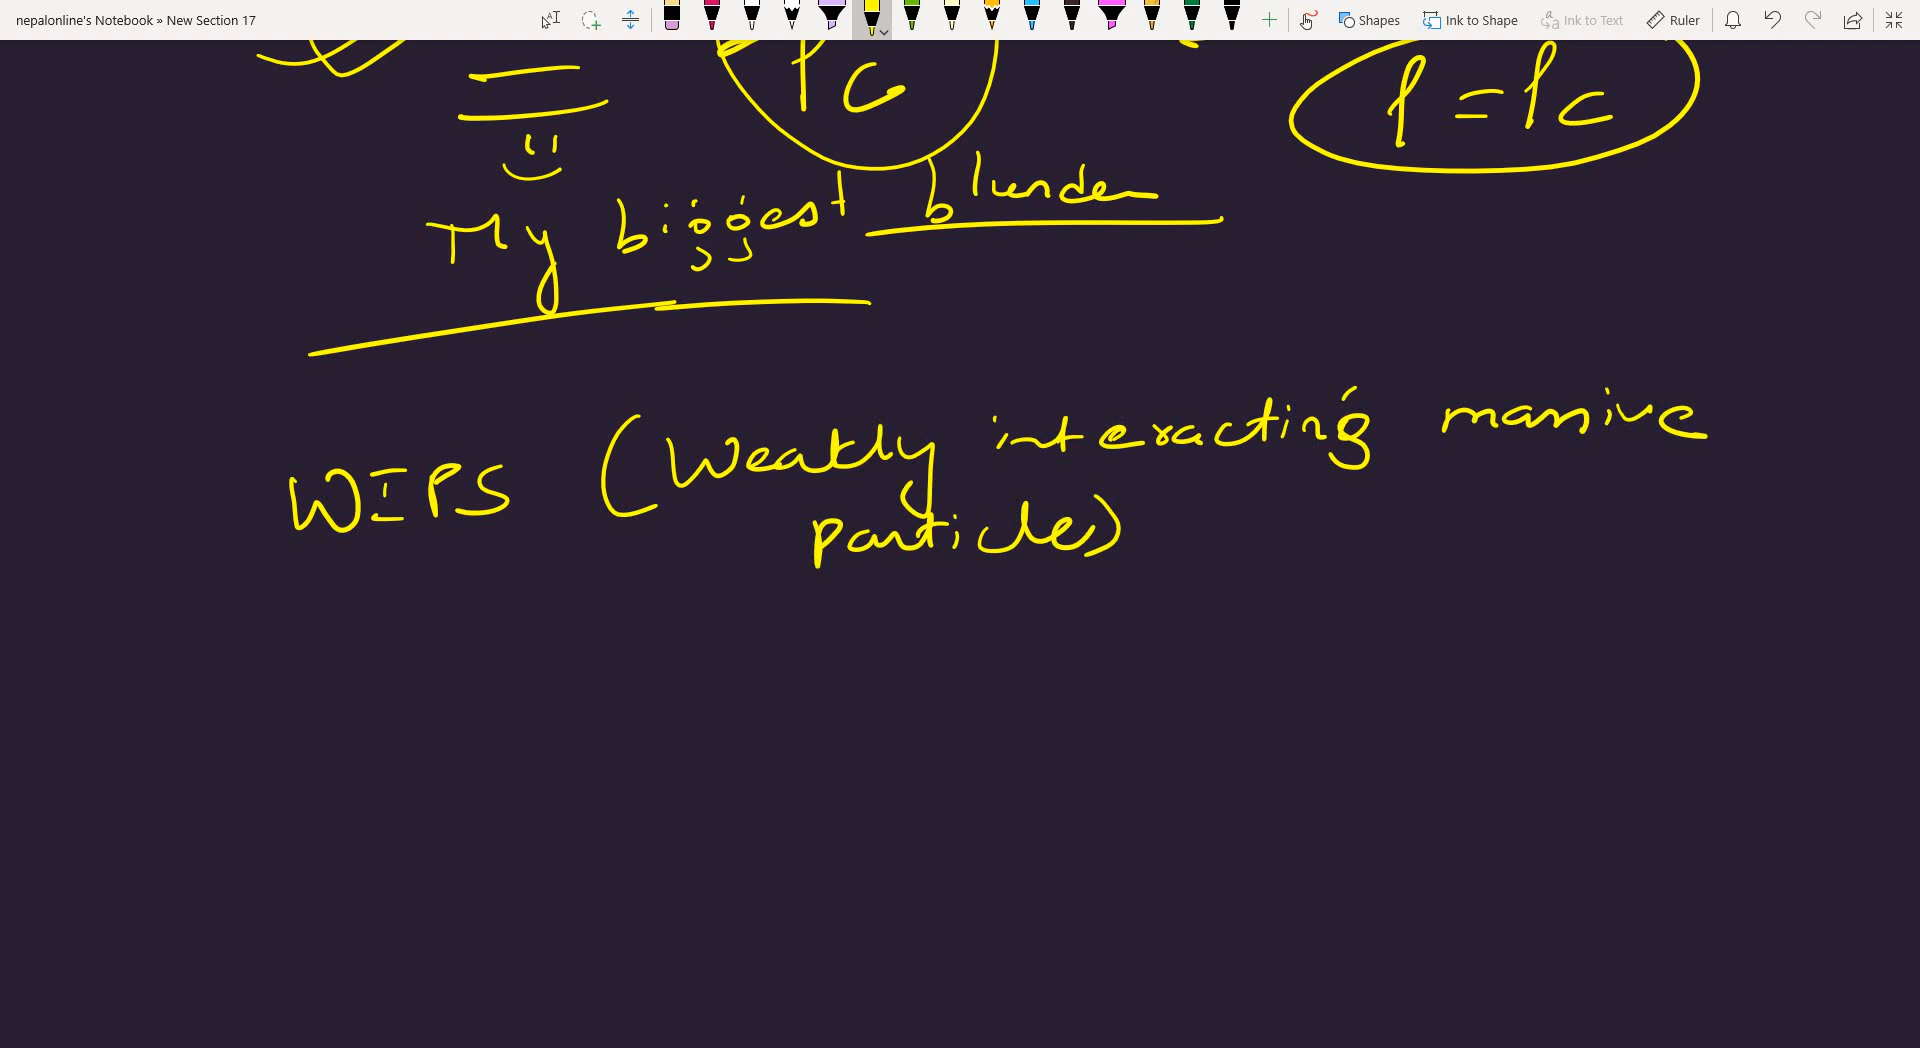 nepalonline's Notebook » New Section 17
Shapes
Ink to Shape
Ink to Text
Ruler
ρc
ρ = ρc
My biggest blunder
WIPS (Weakly interacting massive
particles)